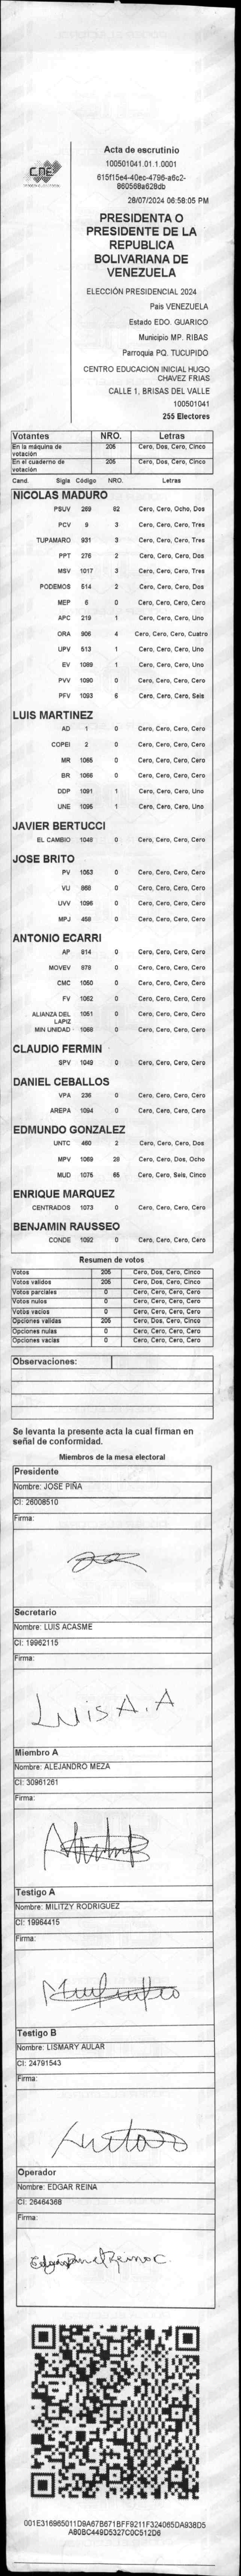 CNE
Acta de escrutinio
100501041.01.1.0001
615f15e4-40ec-4796-a6c2-
860568a628db
28/07/2024 06:58:05 PM
PRESIDENTA O
PRESIDENTE DE LA
REPUBLICA
BOLIVARIANA DE
VENEZUELA
ELECCIÓN PRESIDENCIAL 2024
Pais VENEZUELA
Estado EDO. GUARICO
Municipio MP. RIBAS
Parroquia PQ. TUCUPIDO
CENTRO EDUCACION INICIAL HUGO
CHAVEZ FRIAS
CALLE 1, BRISAS DEL VALLE
100501041
255 Electores
Votantes NRO. Letras
En la máquina de votación 205 Cero, Dos, Cero, Cinco
En el cuaderno de votación 205 Cero, Dos, Cero, Cinco
Cand. Sigla Código NRO. Letras
NICOLAS MADURO
PSUV 269 82 Cero, Cero, Ocho, Dos
PCV 9 3 Cero, Cero, Cero, Tres
TUPAMARO 931 3 Cero, Cero, Cero, Tres
PPT 276 2 Cero, Cero, Cero, Dos
MSV 1017 3 Cero, Cero, Cero, Tres
PODEMOS 514 2 Cero, Cero, Cero, Dos
MEP 6 0 Cero, Cero, Cero, Cero
APC 219 1 Cero, Cero, Cero, Uno
ORA 906 4 Cero, Cero, Cero, Cuatro
UPV 513 1 Cero, Cero, Cero, Uno
EV 1089 1 Cero, Cero, Cero, Uno
PVV 1090 0 Cero, Cero, Cero, Cero
PFV 1093 6 Cero, Cero, Cero, Seis
LUIS MARTINEZ
AD 1 0 Cero, Cero, Cero, Cero
COPEI 2 0 Cero, Cero, Cero, Cero
MR 1065 0 Cero, Cero, Cero, Cero
BR 1066 0 Cero, Cero, Cero, Cero
DDP 1091 1 Cero, Cero, Cero, Uno
UNE 1095 1 Cero, Cero, Cero, Uno
JAVIER BERTUCCI
EL CAMBIO 1048 0 Cero, Cero, Cero, Cero
JOSE BRITO
PV 1053 0 Cero, Cero, Cero, Cero
VU 868 0 Cero, Cero, Cero, Cero
UVV 1096 0 Cero, Cero, Cero, Cero
MPJ 458 0 Cero, Cero, Cero, Cero
ANTONIO ECARRI
AP 814 0 Cero, Cero, Cero, Cero
MOVEV 878 0 Cero, Cero, Cero, Cero
CMC 1050 0 Cero, Cero, Cero, Cero
FV 1052 0 Cero, Cero, Cero, Cero
ALIANZA DEL LAPIZ 1051 0 Cero, Cero, Cero, Cero
MIN UNIDAD 1068 0 Cero, Cero, Cero, Cero
CLAUDIO FERMIN
SPV 1049 0 Cero, Cero, Cero, Cero
DANIEL CEBALLOS
VPA 236 0 Cero, Cero, Cero, Cero
AREPA 1094 0 Cero, Cero, Cero, Cero
EDMUNDO GONZALEZ
UNTC 460 2 Cero, Cero, Cero, Dos
MPV 1069 28 Cero, Cero, Dos, Ocho
MUD 1075 65 Cero, Cero, Seis, Cinco
ENRIQUE MARQUEZ
CENTRADOS 1073 0 Cero, Cero, Cero, Cero
BENJAMIN RAUSSEO
CONDE 1092 0 Cero, Cero, Cero, Cero
Resumen de votos
Votos 205 Cero, Dos, Cero, Cinco
Votos validos 205 Cero, Dos, Cero, Cinco
Votos parciales 0 Cero, Cero, Cero, Cero
Votos nulos 0 Cero, Cero, Cero, Cero
Votos vacios 0 Cero, Cero, Cero, Cero
Opciones validas 205 Cero, Dos, Cero, Cinco
Opciones nulas 0 Cero, Cero, Cero, Cero
Opciones vacias 0 Cero, Cero, Cero, Cero
Observaciones:
Se levanta la presente acta la cual firman en
señal de conformidad.
Miembros de la mesa electoral
Presidente
Nombre: JOSE PIÑA
CI: 26008510
Firma:
Secretario
Nombre: LUIS ACASME
CI: 19962115
Firma:
Luis A. A
Miembro A
Nombre: ALEJANDRO MEZA
CI: 30961261
Firma:
Testigo A
Nombre: MILITZY RODRIGUEZ
CI: 19964415
Firma:
Testigo B
Nombre: LISMARY AULAR
CI: 24791543
Firma:
Operador
Nombre: EDGAR REINA
CI: 26464368
Firma:
001E316965011D9A67B671BFF9211F324065DA938D5
A80BC449D5327C0C512D6